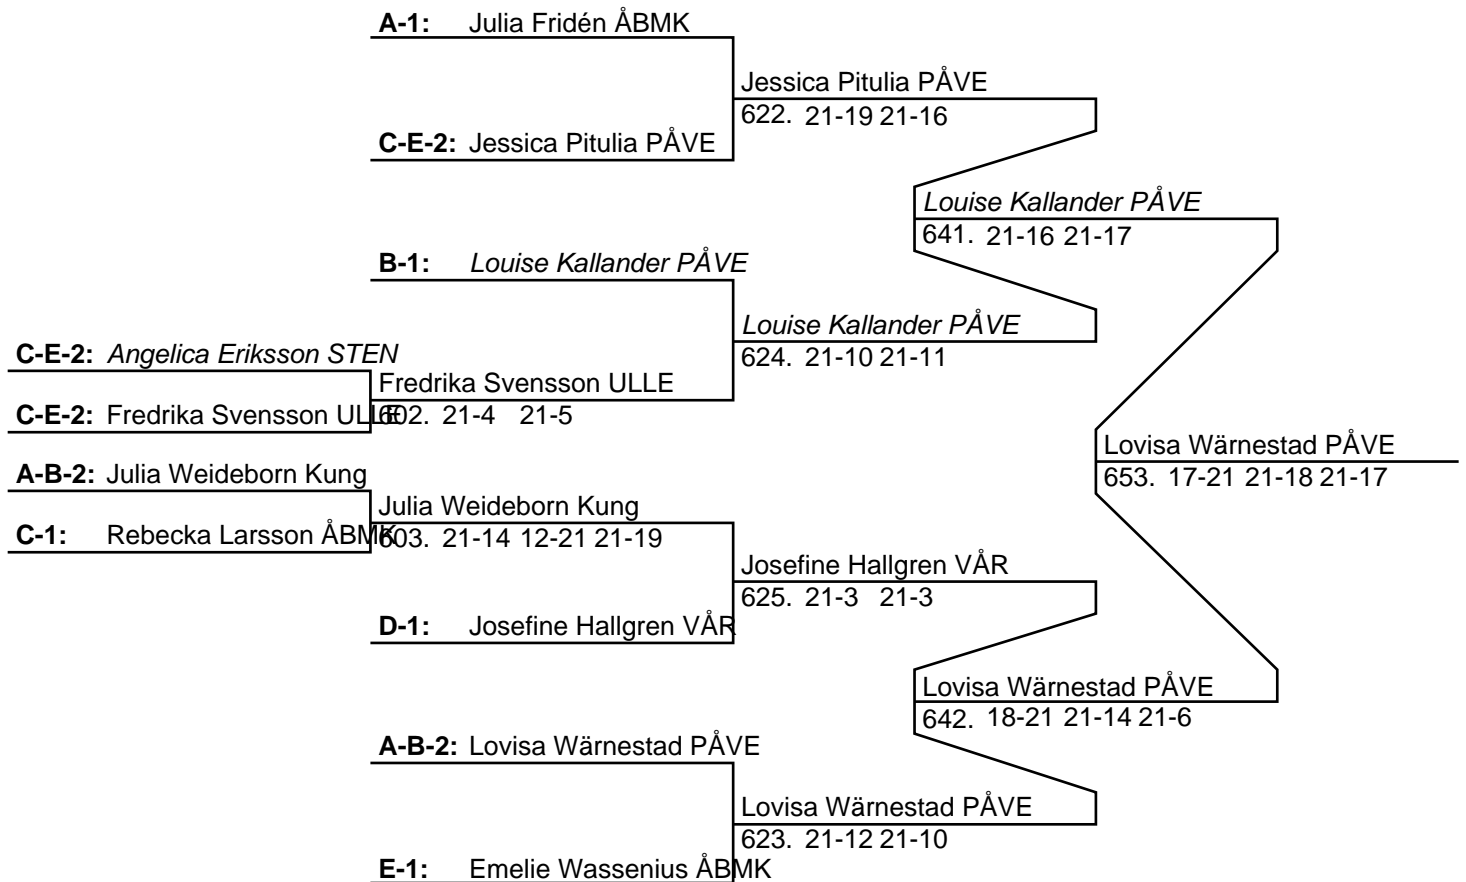 A-1: Julia Fridén ÅBMK
Jessica Pitulia PÅVE
622. 21-19 21-16
C-E-2: Jessica Pitulia PÅVE
Louise Kallander PÅVE
641. 21-16 21-17
B-1: Louise Kallander PÅVE
Louise Kallander PÅVE
624. 21-10 21-11
C-E-2: Angelica Eriksson STEN
Fredrika Svensson ULLE
C-E-2: Fredrika Svensson ULLE
602. 21-4 21-5
Lovisa Wärnestad PÅVE
653. 17-21 21-18 21-17
A-B-2: Julia Weideborn Kung
Julia Weideborn Kung
C-1: Rebecka Larsson ÅBMK
603. 21-14 12-21 21-19
Josefine Hallgren VÅR
625. 21-3 21-3
D-1: Josefine Hallgren VÅR
Lovisa Wärnestad PÅVE
642. 18-21 21-14 21-6
A-B-2: Lovisa Wärnestad PÅVE
Lovisa Wärnestad PÅVE
623. 21-12 21-10
E-1: Emelie Wassenius ÅBMK